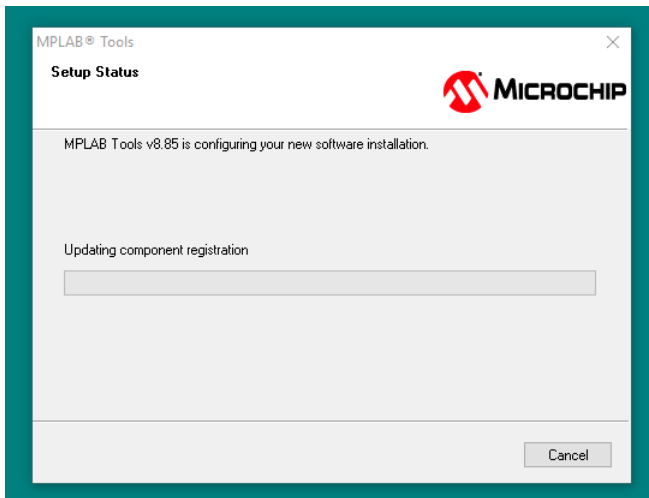 MPLAB® Tools
Setup Status
MICROCHIP
MPLAB Tools v8.85 is configuring your new software installation.
Updating component registration
Cancel